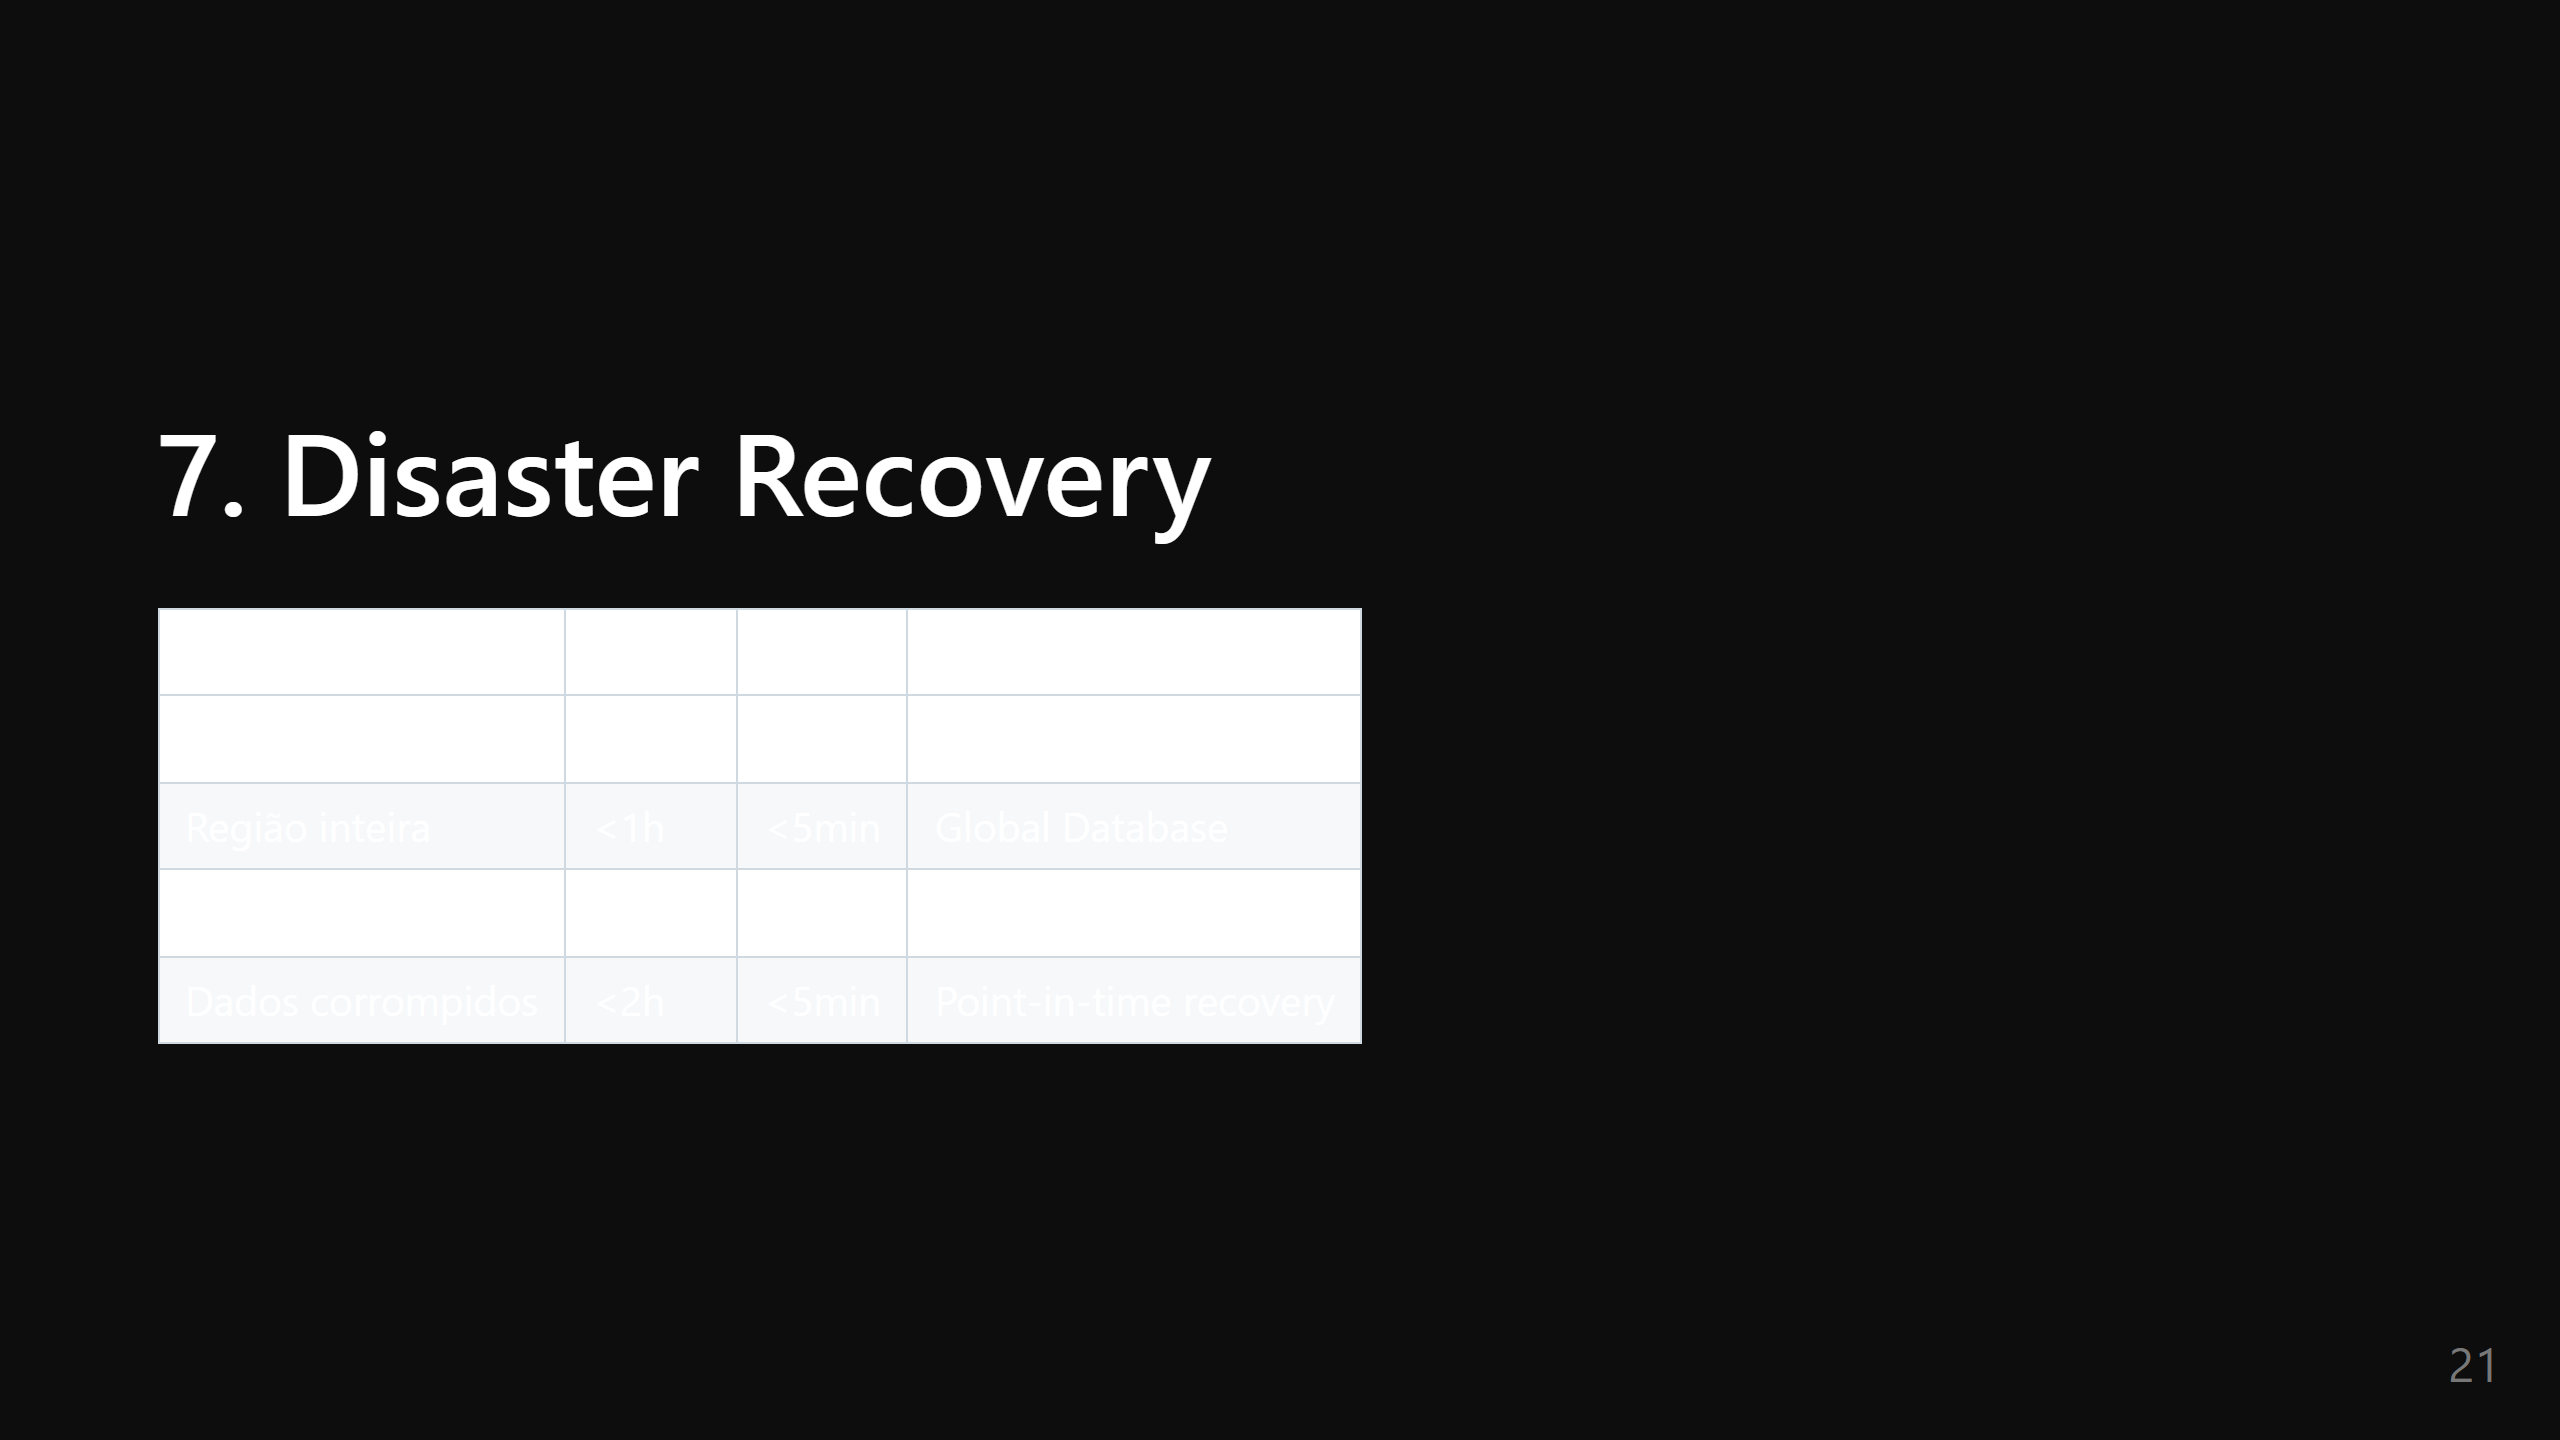 7. Disaster Recovery
Região inteira <1h <5min Global Database
Dados corrompidos <2h <5min Point-in-time recovery
21